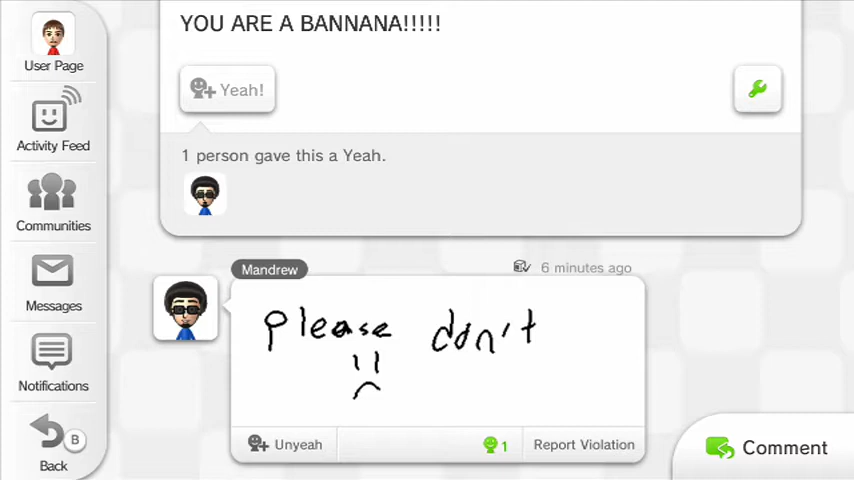 YOU ARE A BANNANA!!!!!
User Page
Yeah!
Activity Feed
1 person gave this a Yeah.
Communities
Mandrew
6 minutes ago
Messages
Please don't
Notifications
Unyeah
1
Report Violation
Comment
B
Back